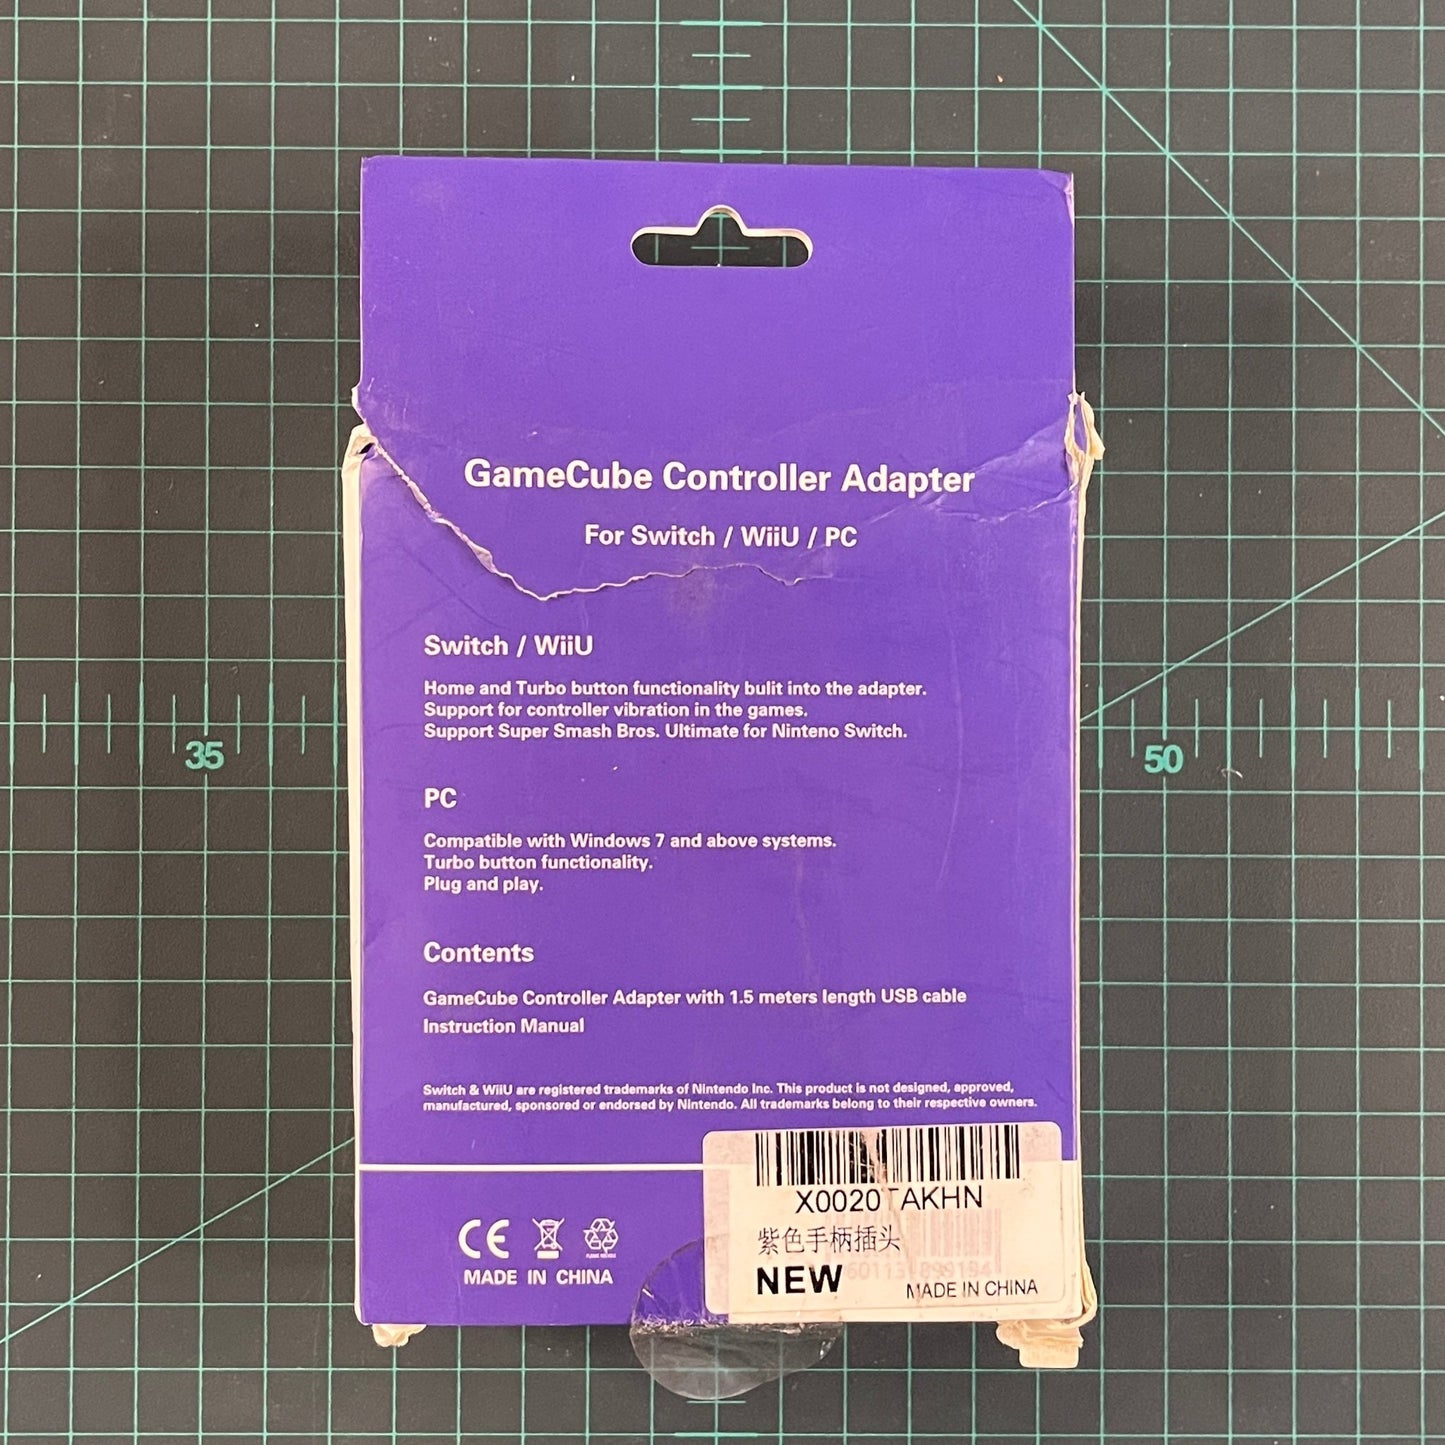 GameCube Controller Adapter
For Switch / WiiU / PC
Switch / WiiU
Home and Turbo button functionality bulit into the adapter.
Support for controller vibration in the games.
Support Super Smash Bros. Ultimate for Ninteno Switch.
35
50
PC
Compatible with Windows 7 and above systems.
Turbo button functionality.
Plug and play.
Contents
GameCube Controller Adapter with 1.5 meters length USB cable
Instruction Manual
Switch & WiiU are registered trademarks of Nintendo Inc. This product is not designed, approved,
manufactured, sponsored or endorsed by Nintendo. All trademarks belong to their respective owners.
CE
MADE IN CHINA
X0020TAKHN
紫色手柄插头
NEW
MADE IN CHINA